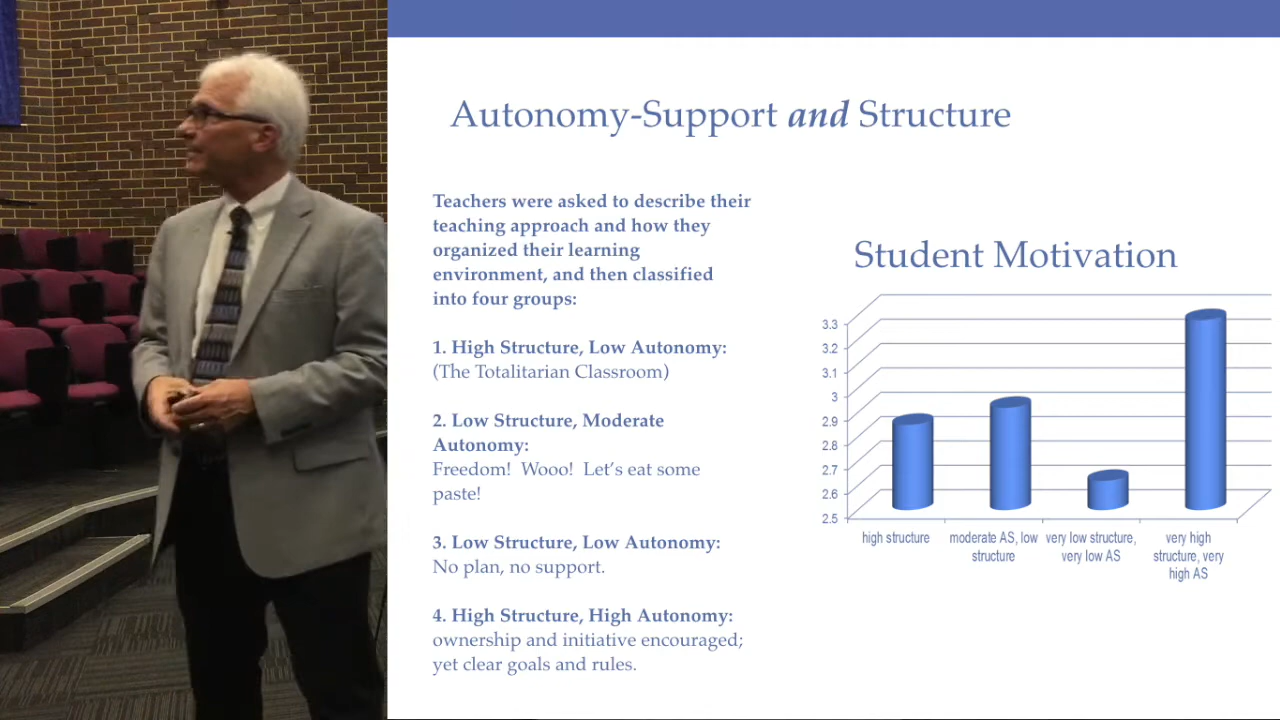 Autonomy-Support and Structure
Teachers were asked to describe their
teaching approach and how they
organized their learning
environment, and then classified
into four groups:
1. High Structure, Low Autonomy:
(The Totalitarian Classroom)
2. Low Structure, Moderate
Autonomy:
Freedom!  Wooo!  Let's eat some
paste!
3. Low Structure, Low Autonomy:
No plan, no support.
4. High Structure, High Autonomy:
ownership and initiative encouraged;
yet clear goals and rules.
Student Motivation
3.3
3.2
3.1
3
2.9
2.8
2.7
2.6
2.5
high structure
moderate AS, low
structure
very low structure,
very low AS
very high
structure, very
high AS